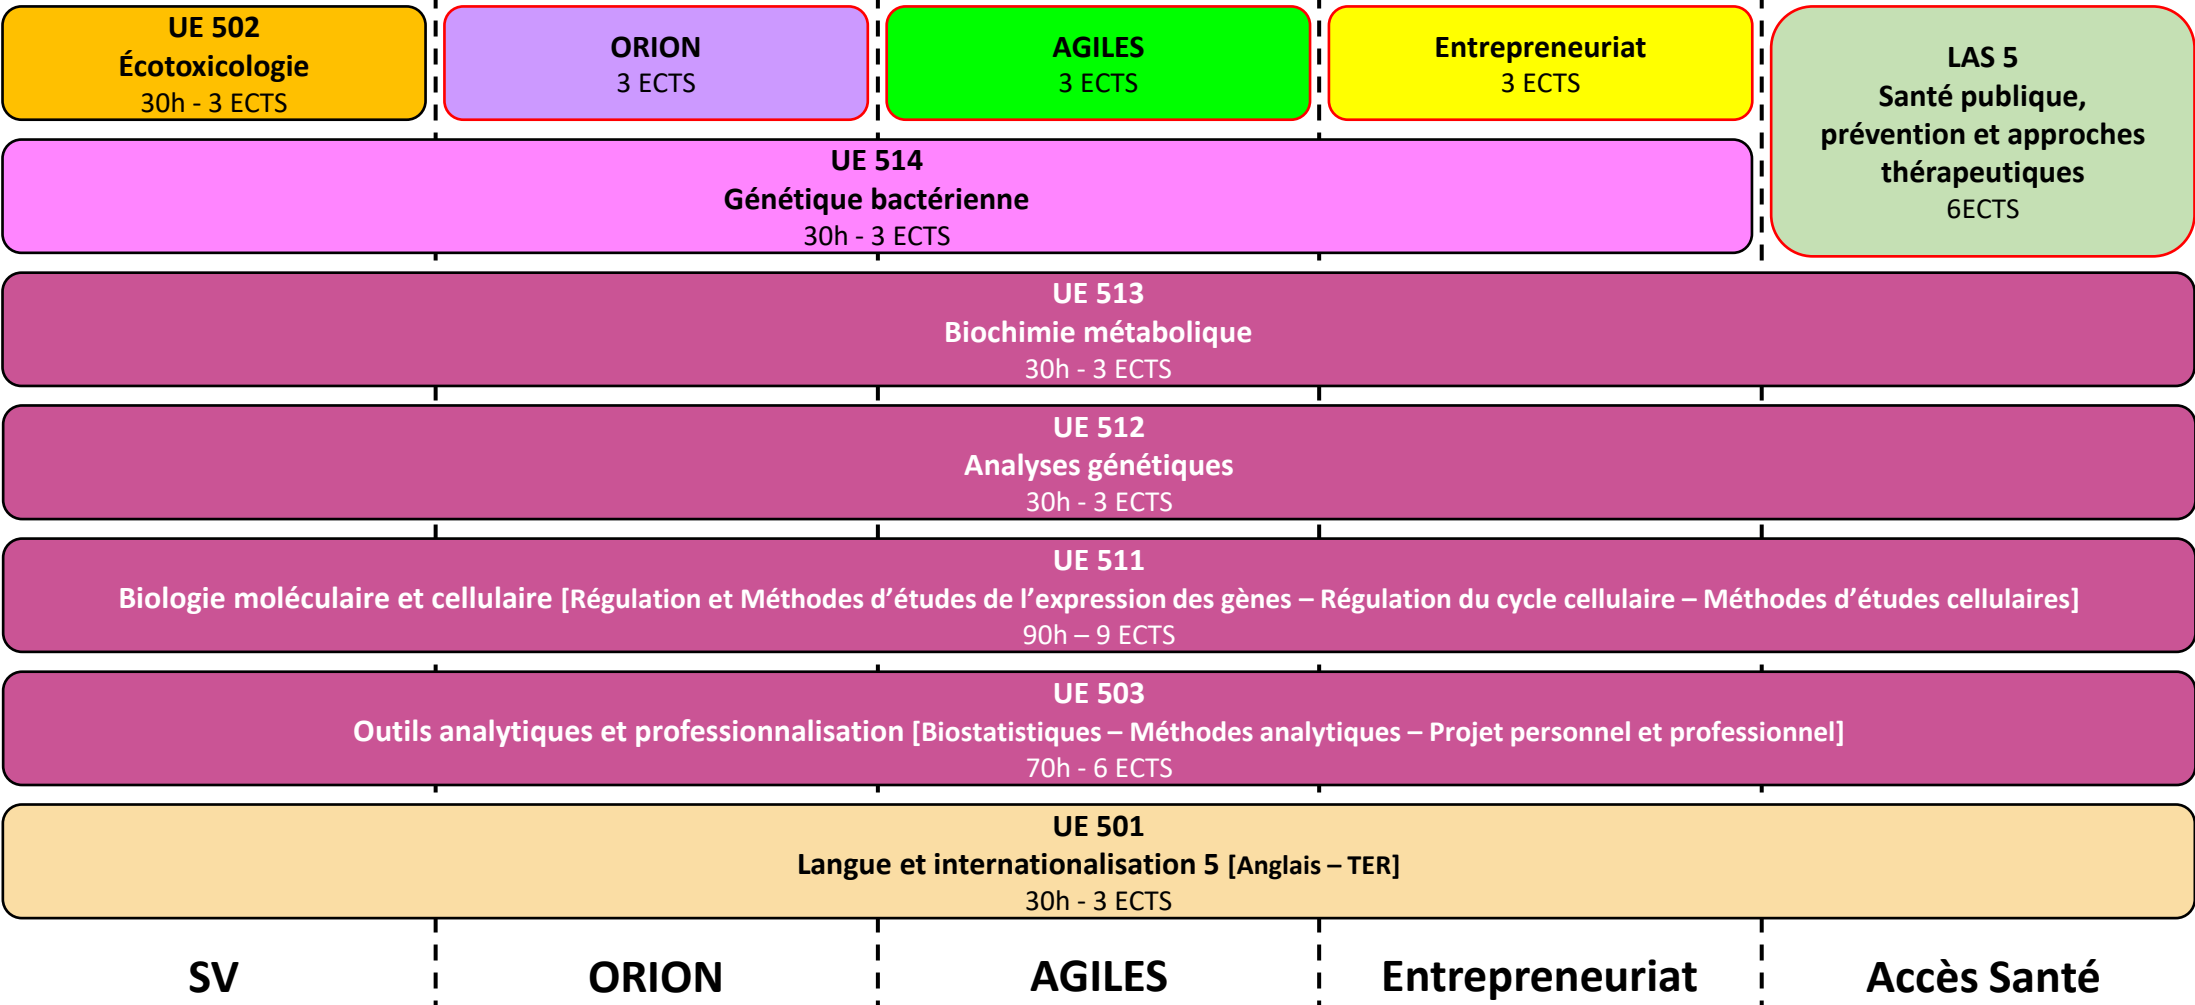 UE 502
Écotoxicologie
30h - 3 ECTS
ORION
3 ECTS
AGILES
3 ECTS
Entrepreneuriat
3 ECTS
LAS 5
Santé publique,
prévention et approches
thérapeutiques
6ECTS
UE 514
Génétique bactérienne
30h - 3 ECTS
UE 513
Biochimie métabolique
30h - 3 ECTS
UE 512
Analyses génétiques
30h - 3 ECTS
UE 511
Biologie moléculaire et cellulaire [Régulation et Méthodes d’études de l’expression des gènes – Régulation du cycle cellulaire – Méthodes d’études cellulaires]
90h – 9 ECTS
UE 503
Outils analytiques et professionnalisation [Biostatistiques – Méthodes analytiques – Projet personnel et professionnel]
70h - 6 ECTS
UE 501
Langue et internationalisation 5 [Anglais – TER]
30h - 3 ECTS
SV
ORION
AGILES
Entrepreneuriat
Accès Santé